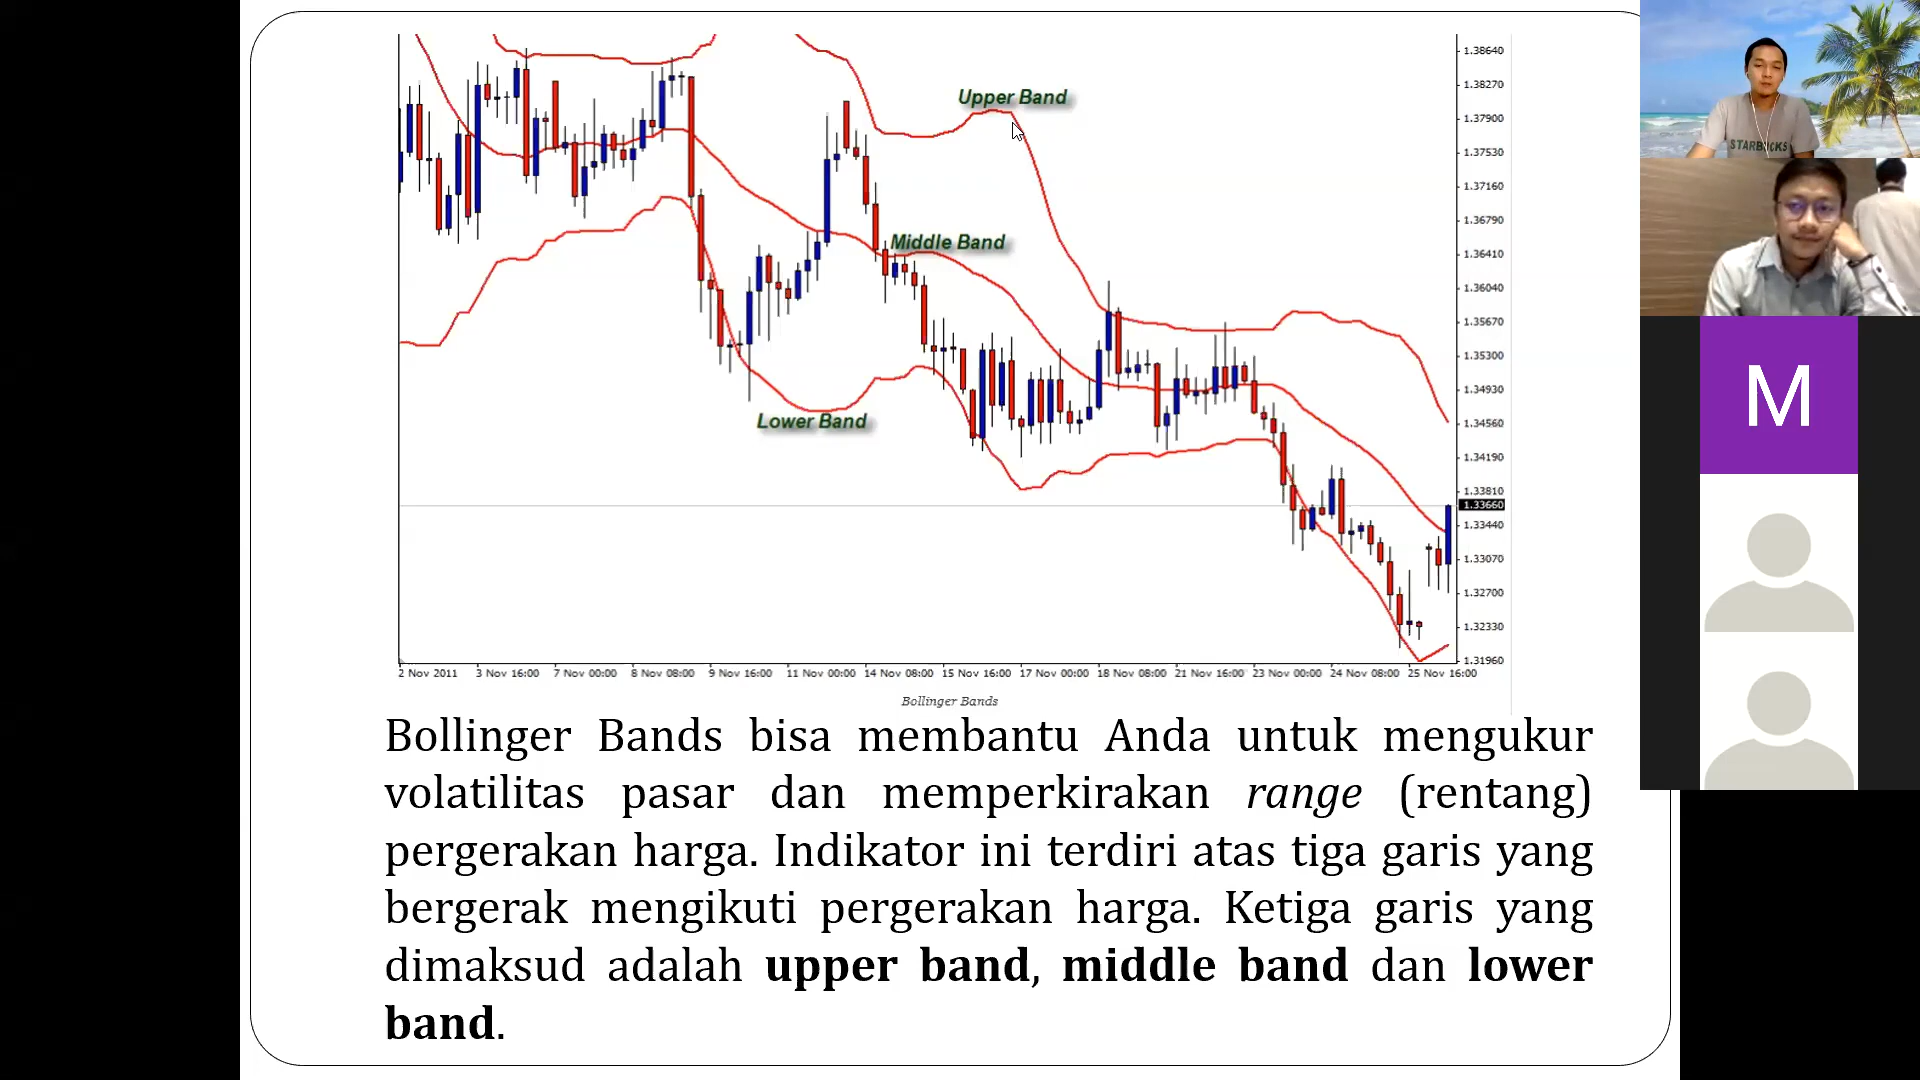 Upper Band
Middle Band
Lower Band
1.38640
1.38270
1.37900
1.37530
1.37160
1.36790
1.36410
1.36040
1.35670
1.35300
1.34930
1.34560
1.34190
1.33810
1.33660
1.33440
1.33070
1.32700
1.32330
1.31960
2 Nov 2011 3 Nov 16:00 7 Nov 00:00 8 Nov 08:00 9 Nov 16:00 11 Nov 00:00 14 Nov 08:00 15 Nov 16:00 17 Nov 00:00 18 Nov 08:00 21 Nov 16:00 23 Nov 00:00 24 Nov 08:00 25 Nov 16:00
Bollinger Bands
Bollinger Bands bisa membantu Anda untuk mengukur
volatilitas pasar dan memperkirakan range (rentang)
pergerakan harga. Indikator ini terdiri atas tiga garis yang
bergerak mengikuti pergerakan harga. Ketiga garis yang
dimaksud adalah upper band, middle band dan lower
band.
STARBUCKS
M